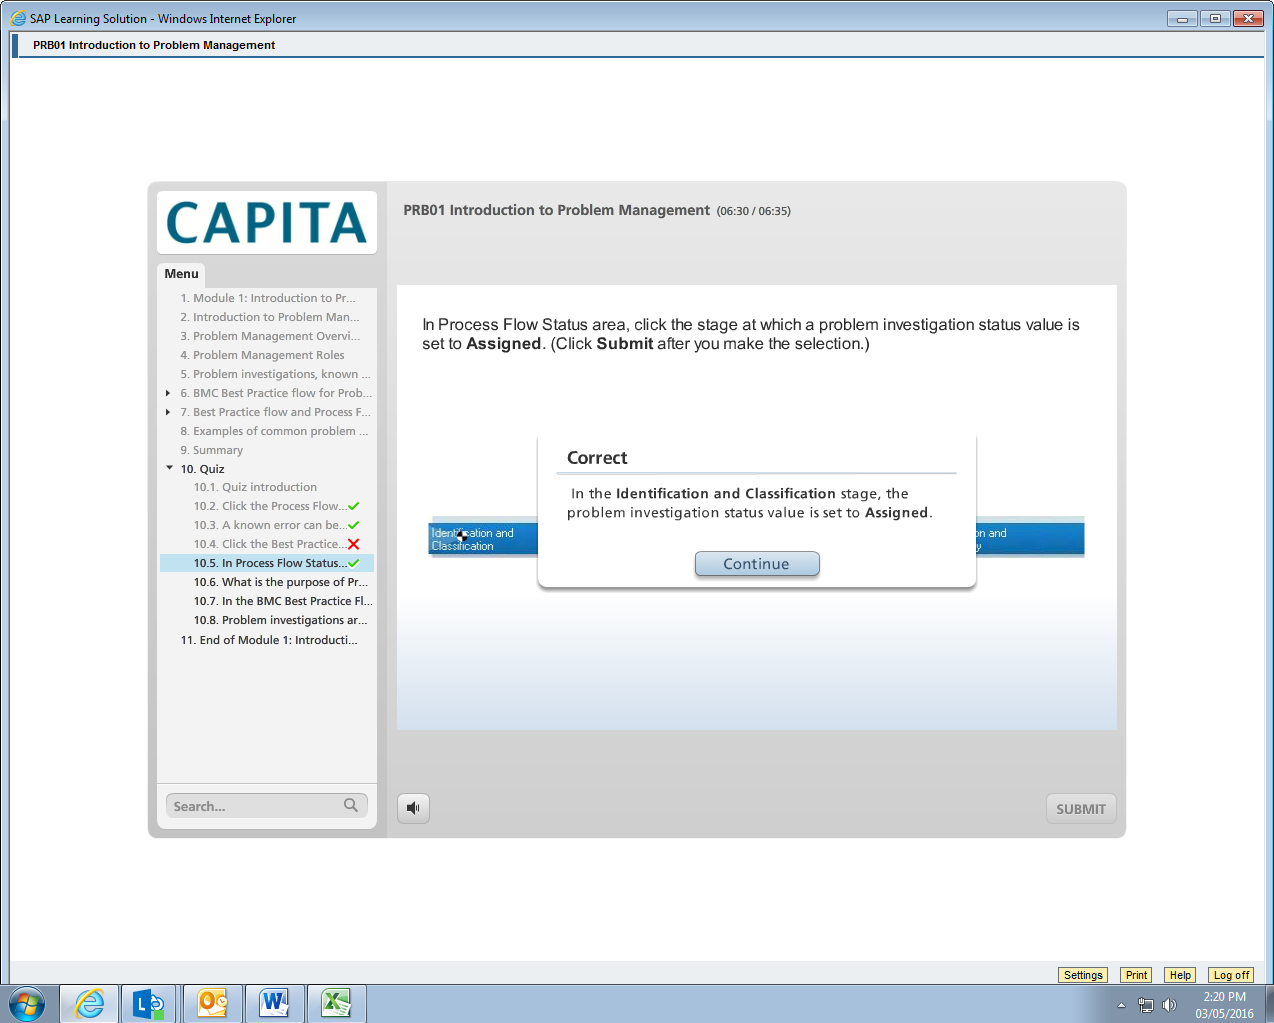 SAP Learning Solution - Windows Internet Explorer
PRB01 Introduction to Problem Management
CAPITA
PRB01 Introduction to Problem Management (06:30 / 06:35)
Menu
1. Module 1: Introduction to Pr...
2. Introduction to Problem Man...
3. Problem Management Overvi...
4. Problem Management Roles
5. Problem investigations, known ...
6. BMC Best Practice flow for Prob...
7. Best Practice flow and Process F...
8. Examples of common problem ...
9. Summary
10. Quiz
10.1. Quiz introduction
10.2. Click the Process Flow...
10.3. A known error can be...
10.4. Click the Best Practice...
10.5. In Process Flow Status...
10.6. What is the purpose of Pr...
10.7. In the BMC Best Practice Fl...
10.8. Problem investigations ar...
11. End of Module 1: Introducti...
Search...
In Process Flow Status area, click the stage at which a problem investigation status value is
set to Assigned. (Click Submit after you make the selection.)
Identification and
Classification
Correct
In the Identification and Classification stage, the
problem investigation status value is set to Assigned.
Continue
on and
y
SUBMIT
Settings
Print
Help
Log off
2:20 PM
03/05/2016